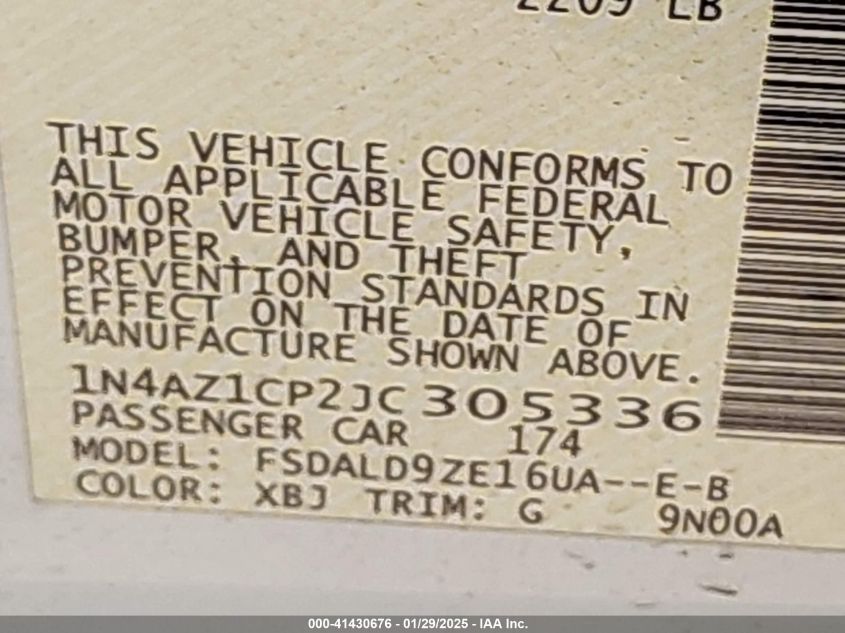 2209 LB
THIS VEHICLE CONFORMS TO
ALL APPLICABLE FEDERAL
MOTOR VEHICLE SAFETY,
BUMPER, AND THEFT
PREVENTION STANDARDS IN
EFFECT ON THE DATE OF
MANUFACTURE SHOWN ABOVE.
1N4AZ1CP2JC305336
PASSENGER CAR 174
MODEL: FSDALD9ZE16UA--E-B
COLOR: XBJ TRIM: G 9N00A
000-41430676 - 01/29/2025 - IAA Inc.